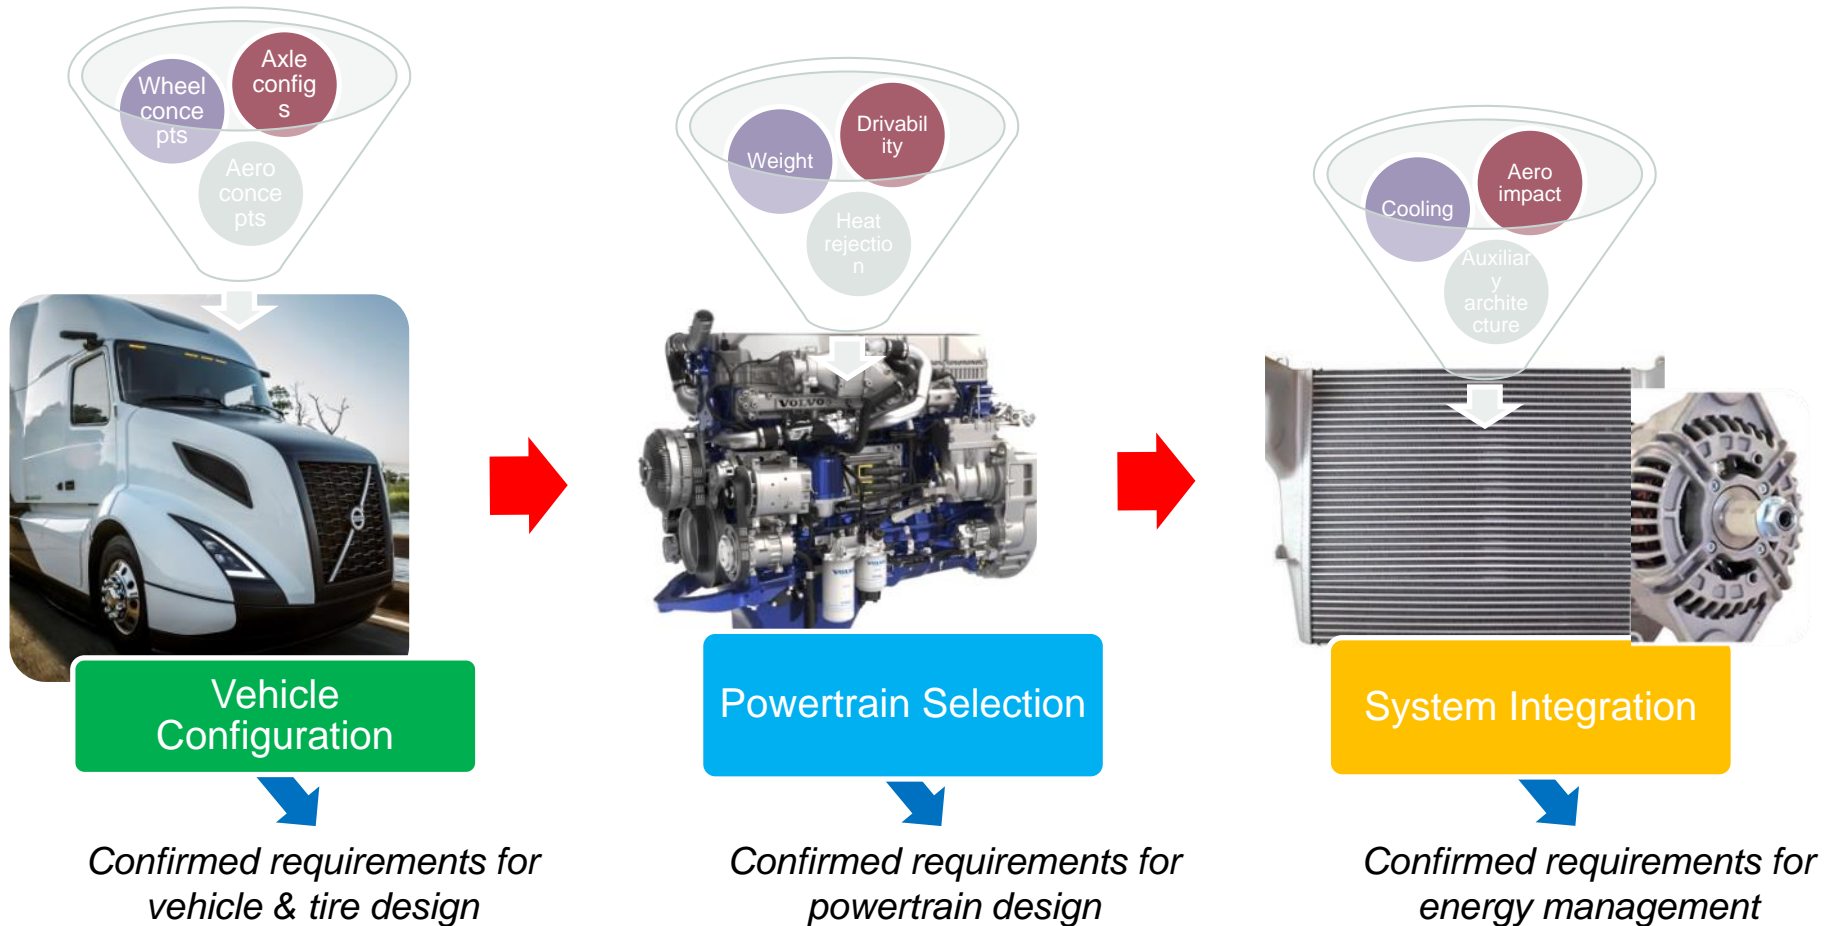 Wheel
conce
pts
Axle
config
s
Aero
conce
pts
Weight
Drivabil
ity
Heat
rejectio
n
Cooling
Aero
impact
Auxiliar
y
archite
cture
VOLVO
VOLVO
VOLVO
Vehicle
Configuration
Powertrain Selection
System Integration
Confirmed requirements for
vehicle & tire design
Confirmed requirements for
powertrain design
Confirmed requirements for
energy management